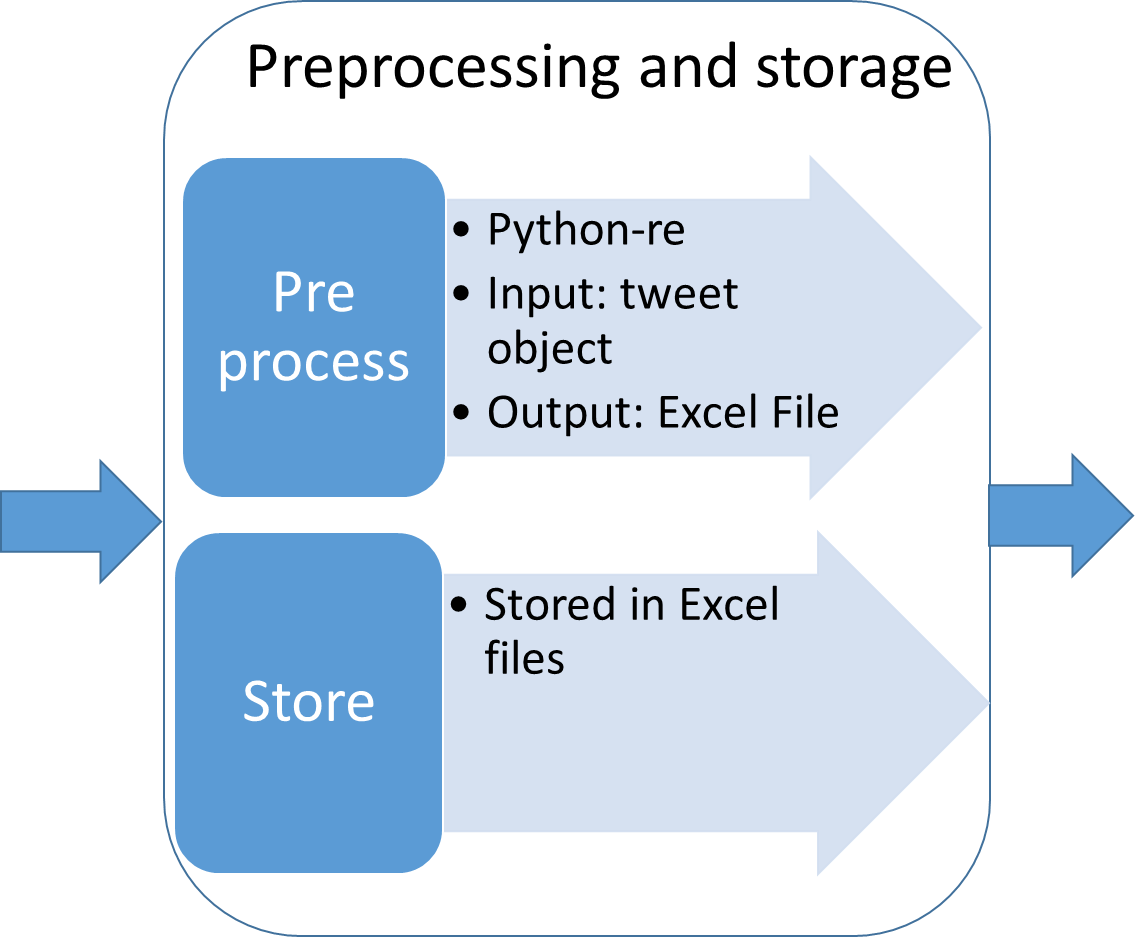 Preprocessing and storage
Pre
process
• Python-re
• Input: tweet
object
• Output: Excel File
Store
• Stored in Excel
files